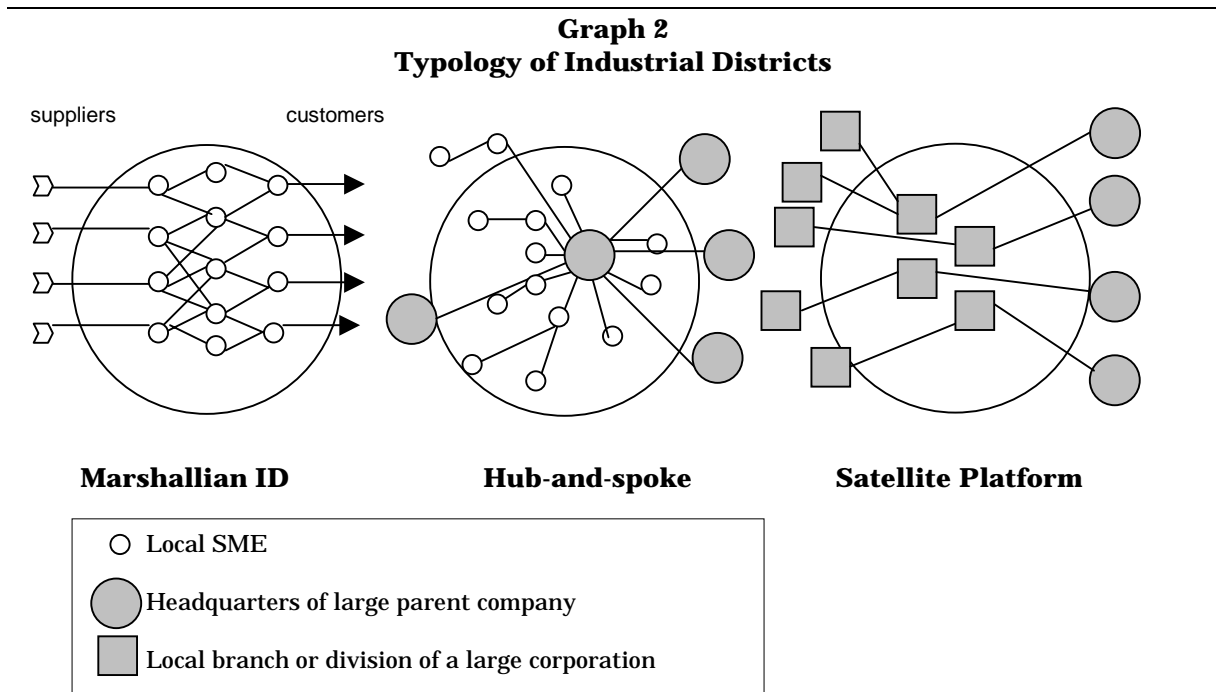 Graph 2
Typology of Industrial Districts
suppliers
customers
Marshallian ID
Hub-and-spoke
Satellite Platform
Local SME
Headquarters of large parent company
Local branch or division of a large corporation